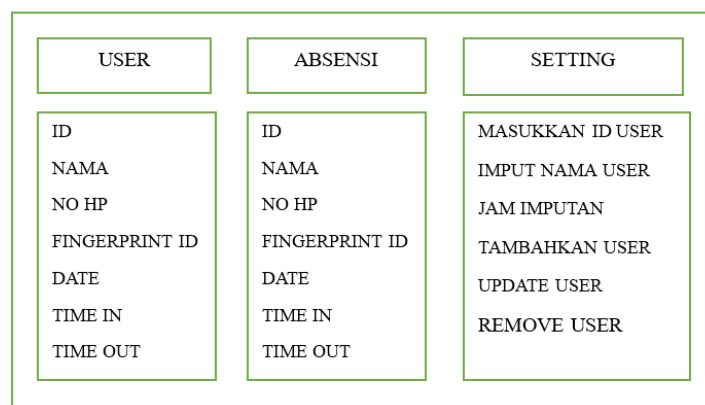 USER
ABSENSI
SETTING
ID
NAMA
NO HP
FINGERPRINT ID
DATE
TIME IN
TIME OUT
ID
NAMA
NO HP
FINGERPRINT ID
DATE
TIME IN
TIME OUT
MASUKKAN ID USER
IMPUT NAMA USER
JAM IMPUTAN
TAMBAHKAN USER
UPDATE USER
REMOVE USER